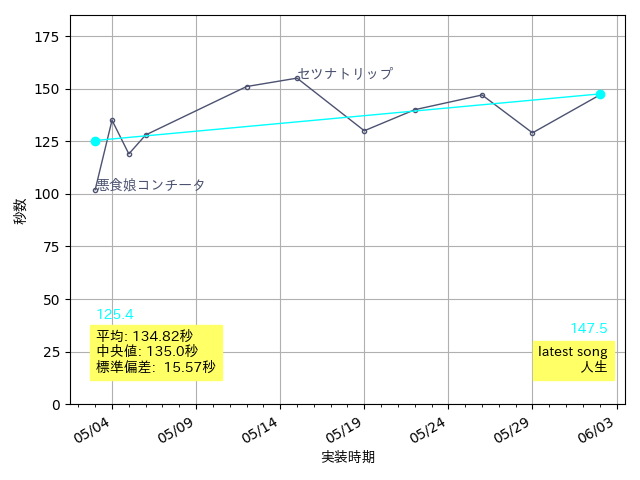 175
150
125
100
75
50
25
0
秒数
セツナトリップ
悪食娘コンチータ
125.4
147.5
平均: 134.82秒
中央値: 135.0秒
標準偏差: 15.57秒
latest song
人生
05/04
05/09
05/14
05/19
05/24
05/29
06/03
実装時期